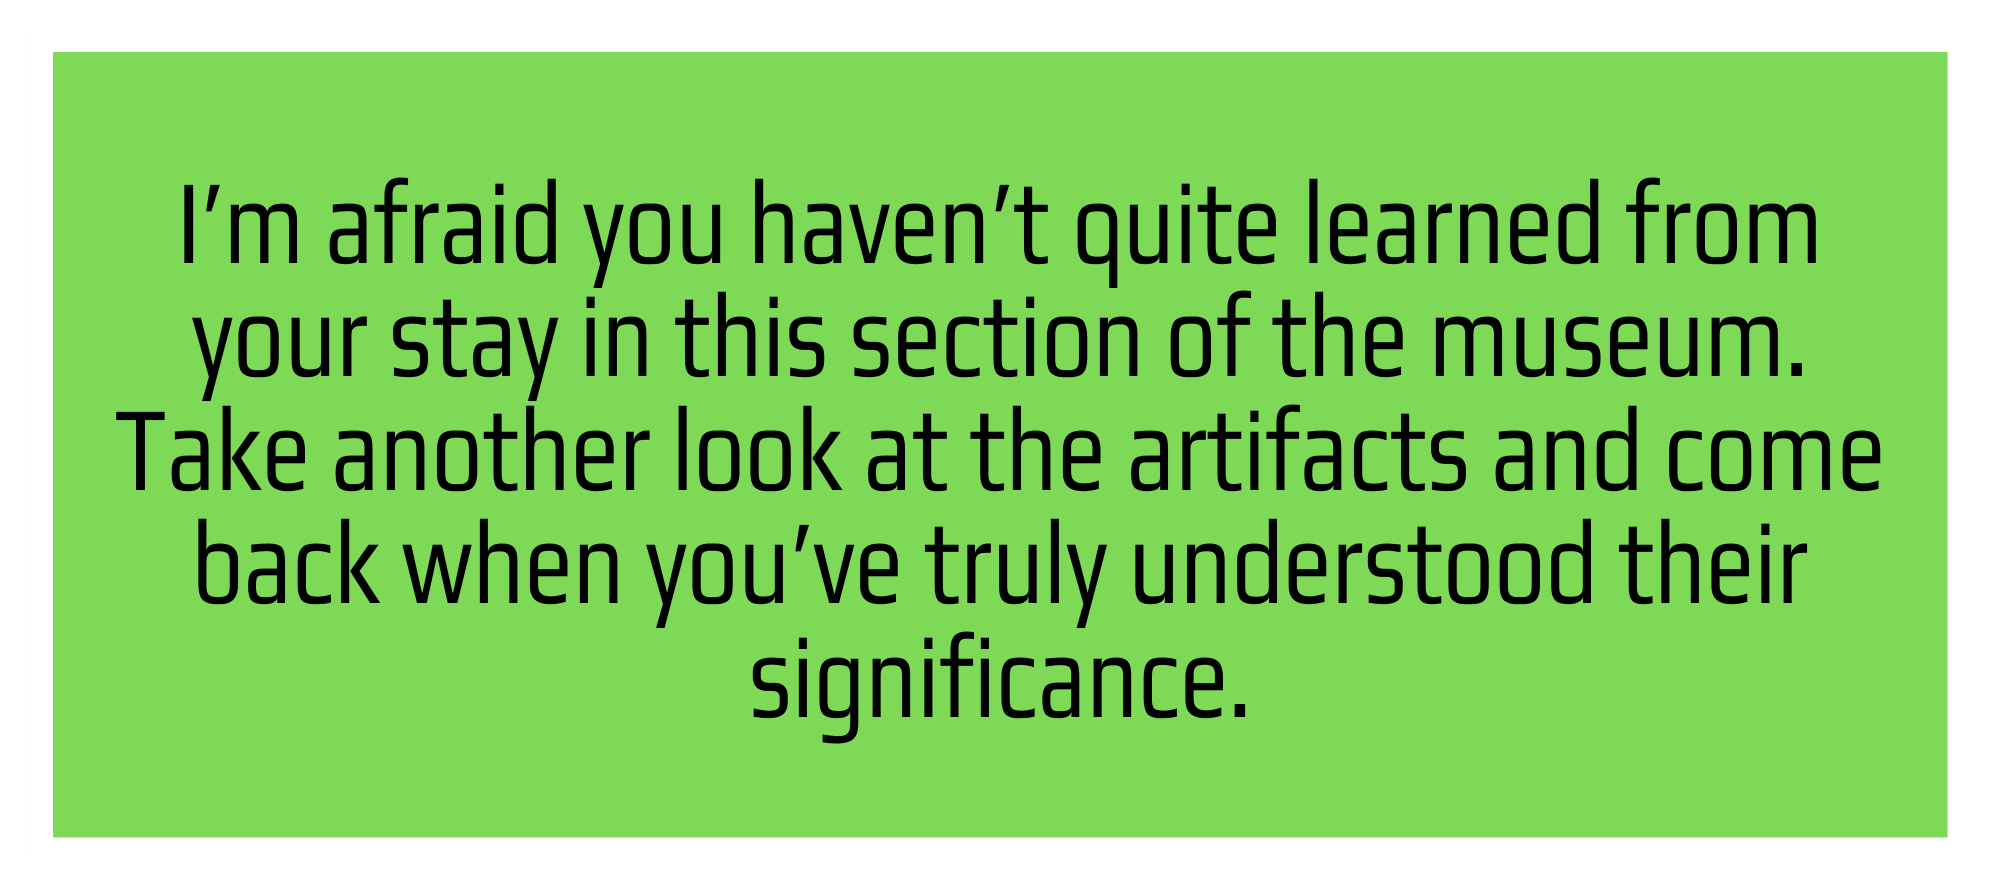 I’m afraid you haven’t quite learned from
your stay in this section of the museum.
Take another look at the artifacts and come
back when you’ve truly understood their
significance.